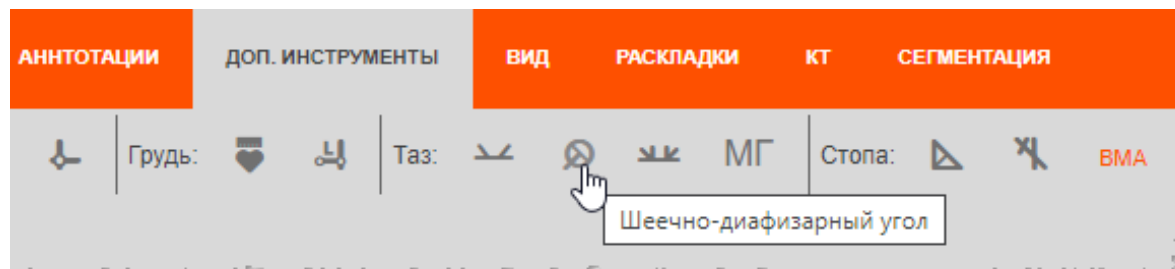 АННТОТАЦИИ ДОП. ИНСТРУМЕНТЫ ВИД РАСКЛАДКИ КТ СЕГМЕНТАЦИЯ
Грудь: Таз: МГ Стопа: ВМА
Шеечно-диафизарный угол